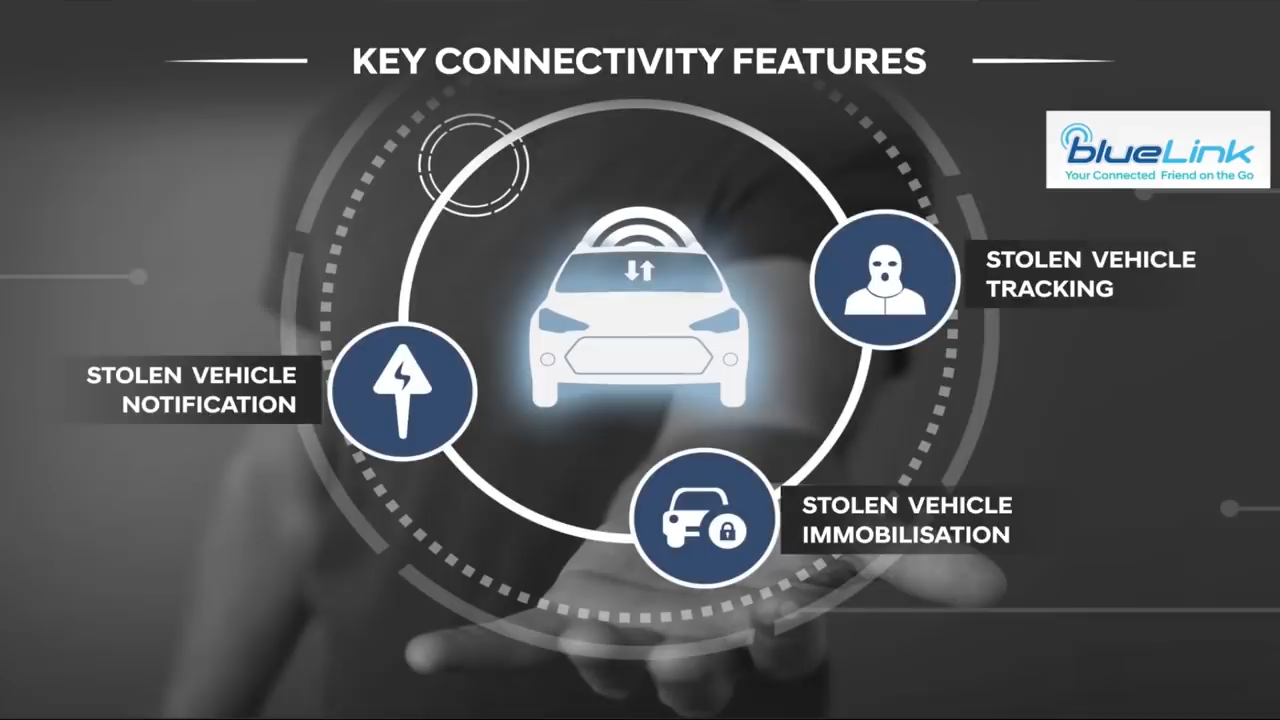 KEY CONNECTIVITY FEATURES
blueLink
Your Connected Friend on the Go
STOLEN VEHICLE
TRACKING
STOLEN VEHICLE
NOTIFICATION
STOLEN VEHICLE
IMMOBILISATION